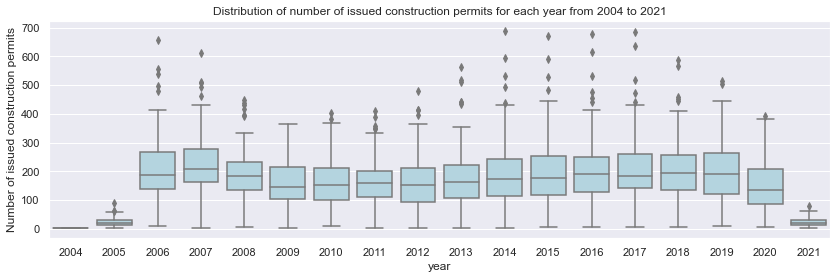 Distribution of number of issued construction permits for each year from 2004 to 2021
Number of issued construction permits
700
600
500
400
300
200
100
0
2004 2005 2006 2007 2008 2009 2010 2011 2012 2013 2014 2015 2016 2017 2018 2019 2020 2021
year